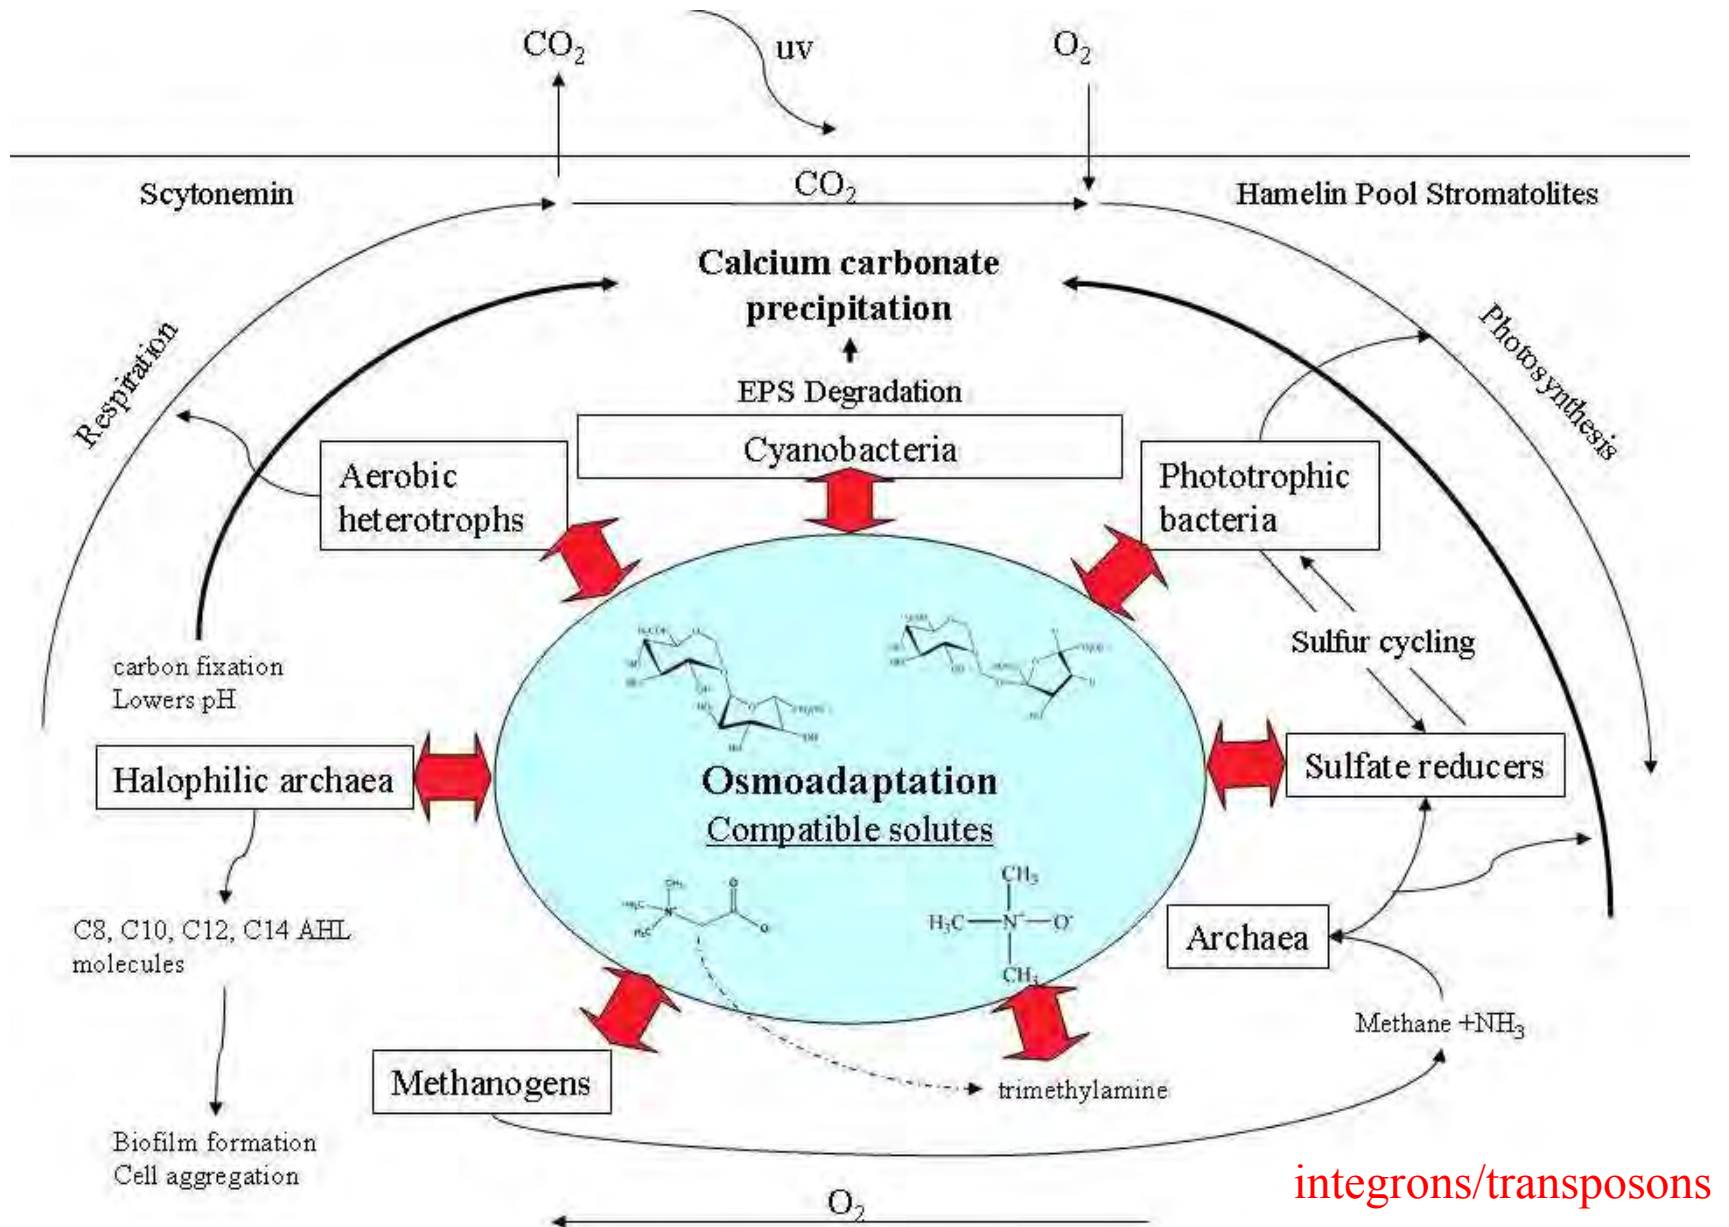 CO2
uv
O2
Scytonemin
CO2
Hamelin Pool Stromatolites
Calcium carbonate
precipitation
Respiration
Photosynthesis
EPS Degradation
Cyanobacteria
Aerobic
heterotrophs
Phototrophic
bacteria
Sulfur cycling
carbon fixation
Lowers pH
Halophilic archaea
Sulfate reducers
Osmoadaptation
Compatible solutes
CH3
H3C N+ O-
CH3
C8, C10, C12, C14 AHL
molecules
Archaea
Methane +NH3
Methanogens
trimethylamine
Biofilm formation
Cell aggregation
integrons/transposons
O2